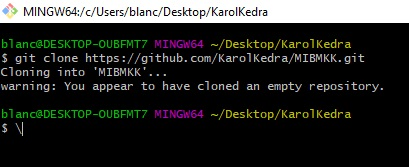 MINGW64:/c/Users/blanc/Desktop/KarolKedra
blanc@DESKTOP-OUBFMT7 MINGW64 ~/Desktop/KarolKedra
$ git clone https://github.com/KarolKedra/MIBMKK.git
Cloning into 'MIBMKK'...
warning: You appear to have cloned an empty repository.
blanc@DESKTOP-OUBFMT7 MINGW64 ~/Desktop/KarolKedra
$ \